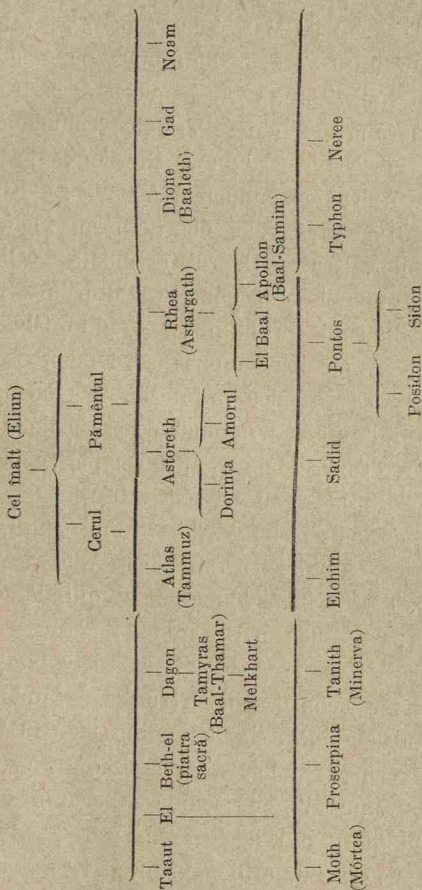 Cel înalt (Eliun)
Cerul Pămêntul
Taaut El Beth-el Dagon Atlas Astoreth Rhea Dione Gad Noam
(piatra (Tammuz) (Astargath) (Baaleth)
sacră) Tamyras
(Baal-Thamar) Dorința Amorul El Baal Apollon
(Baal-Samim)
Melkhart
Moth Proserpina Tanith Elohim Sadid Pontos Typhon Neree
(Mórtea) (Minerva)
Posidon Sidon